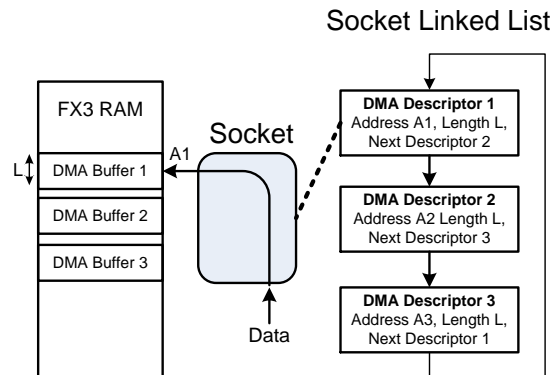 Socket Linked List
FX3 RAM
L
DMA Buffer 1
DMA Buffer 2
DMA Buffer 3
Socket
A1
Data
DMA Descriptor 1
Address A1, Length L,
Next Descriptor 2
DMA Descriptor 2
Address A2 Length L,
Next Descriptor 3
DMA Descriptor 3
Address A3, Length L,
Next Descriptor 1